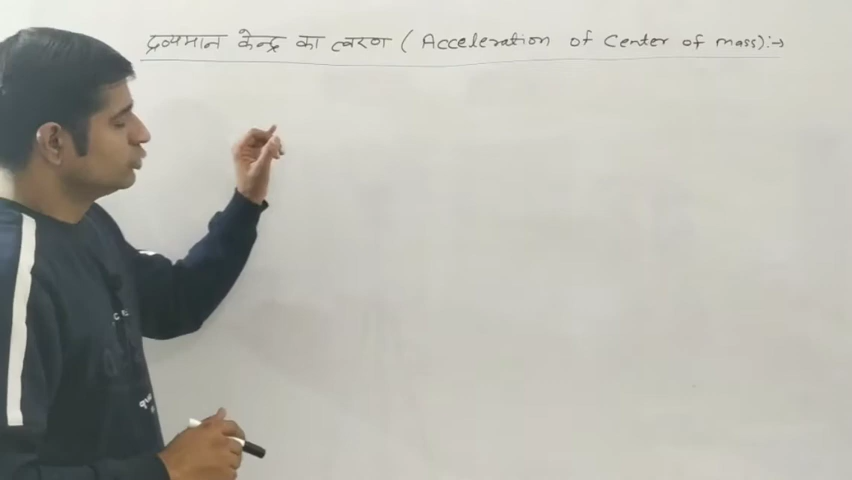 द्रव्यमान केन्द्र का त्वरण ( Acceleration of Center of mass):→